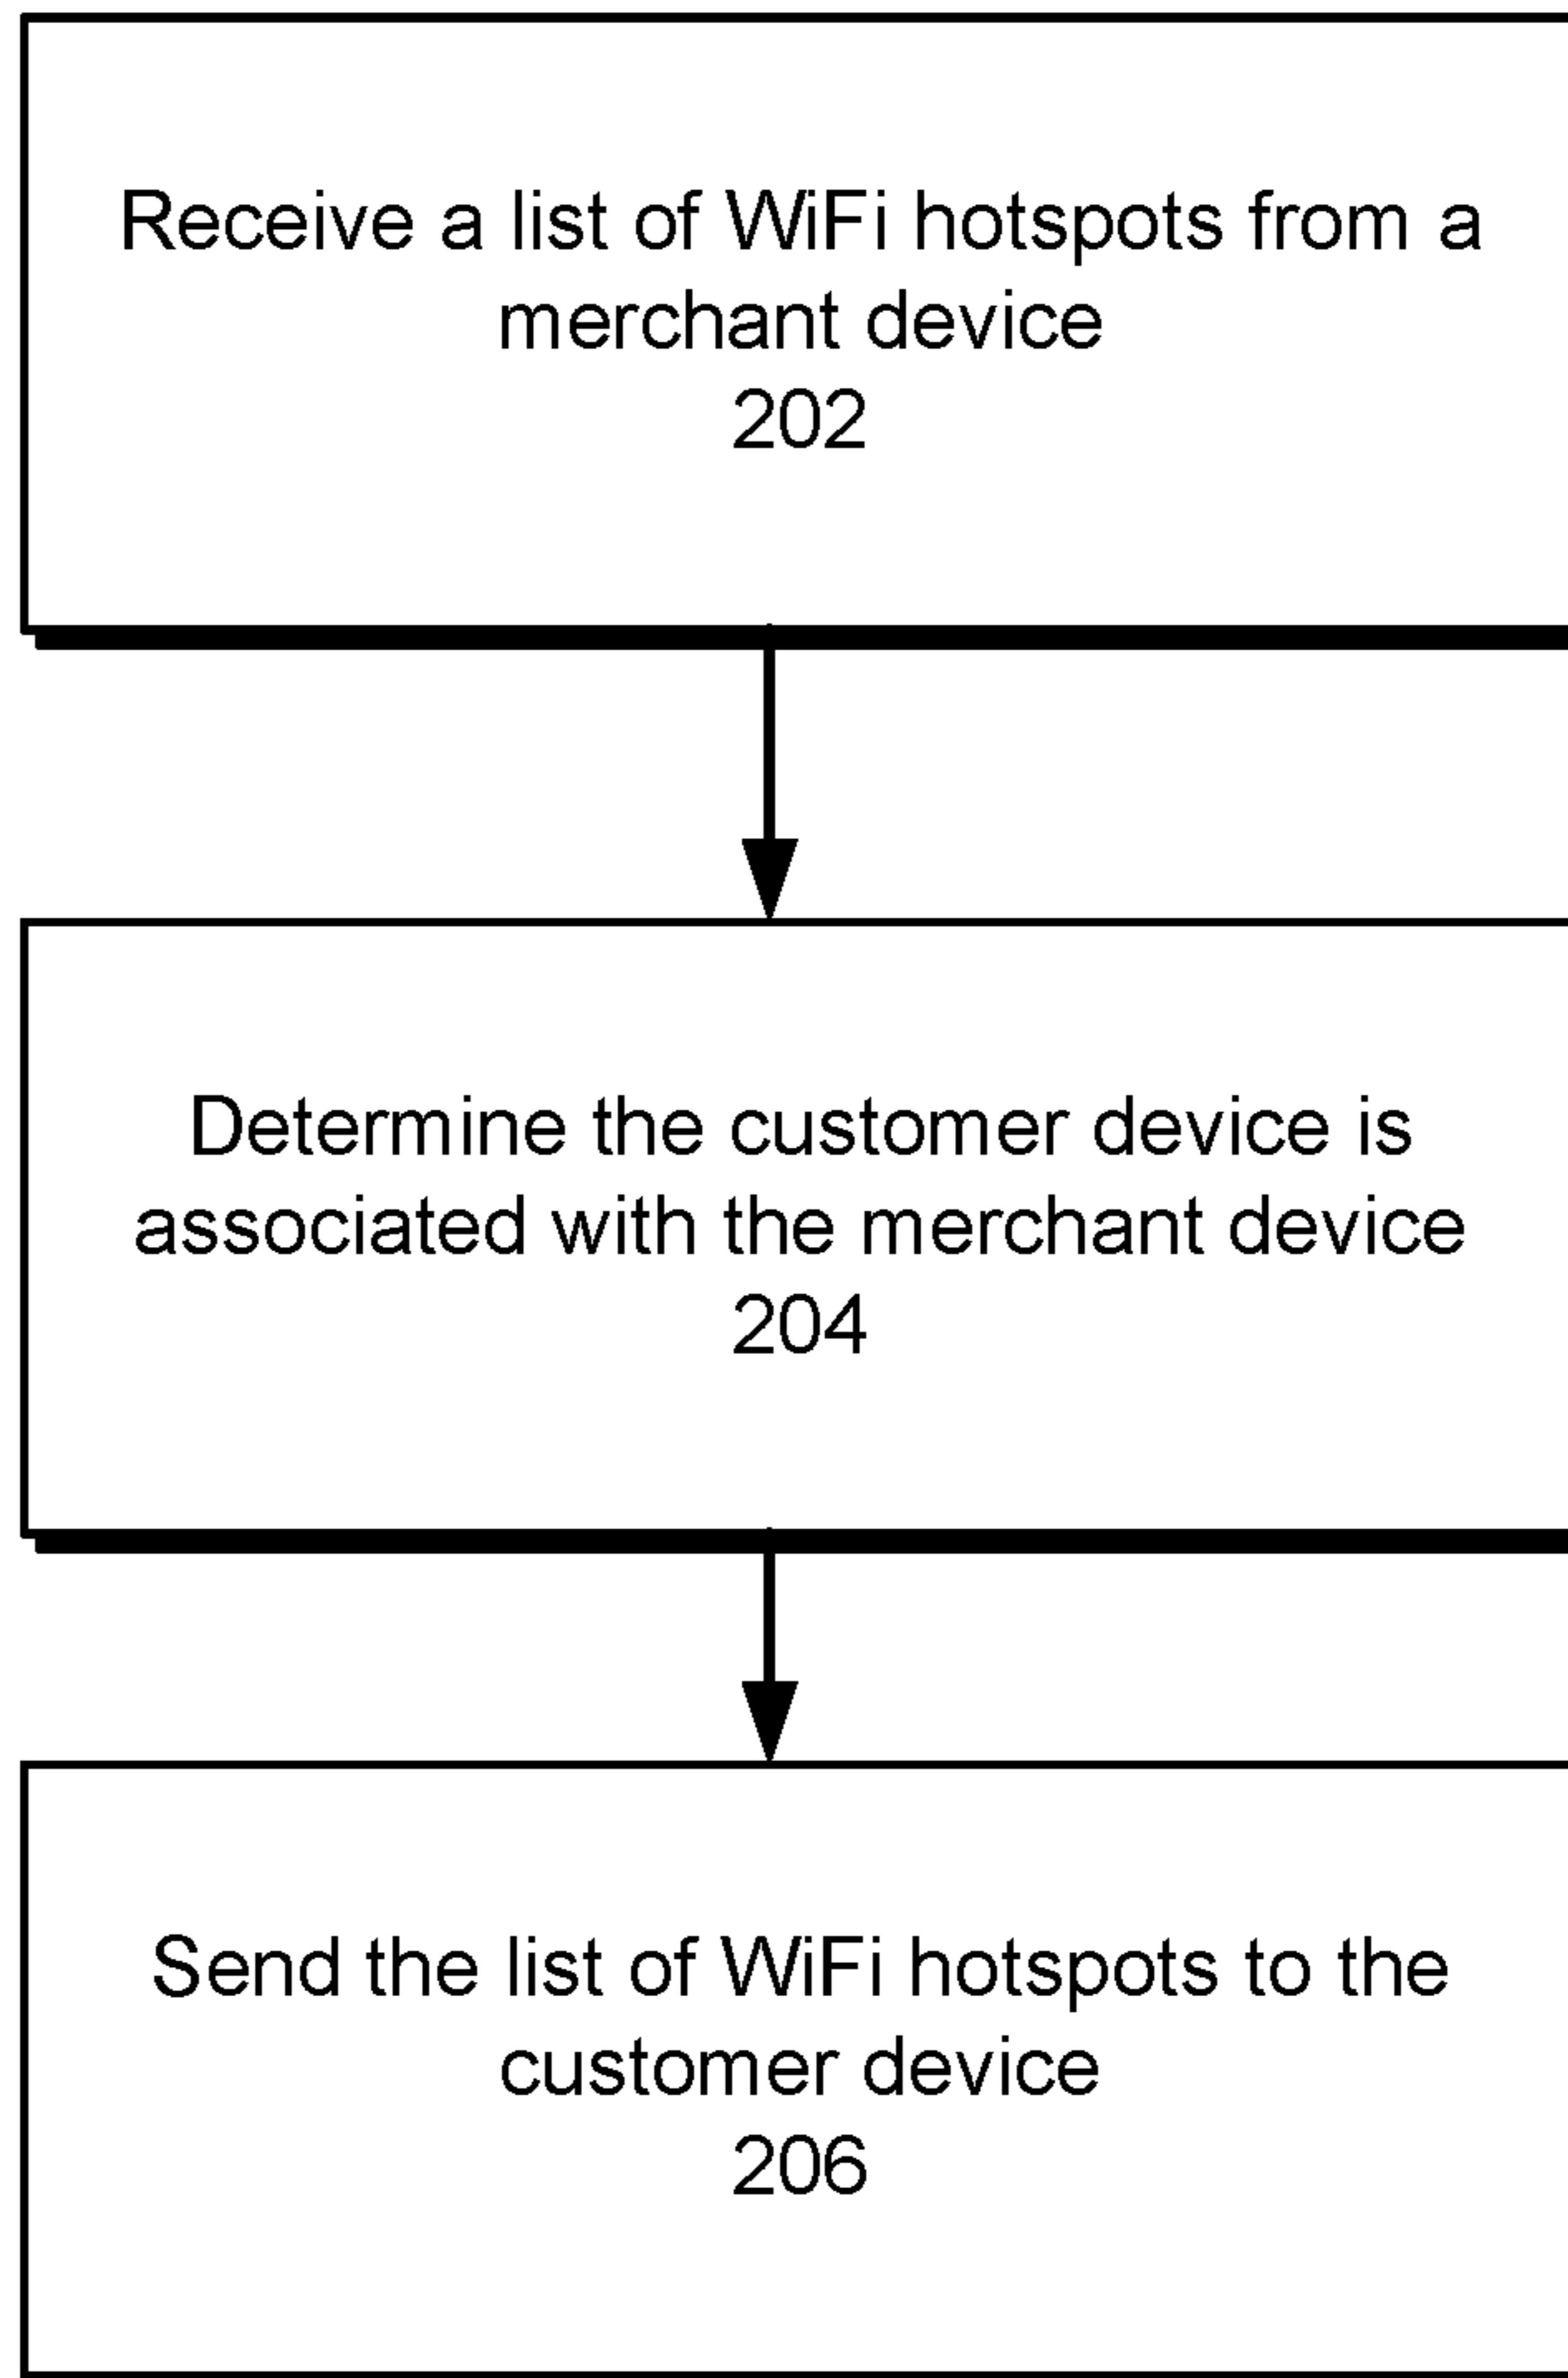 Receive a list of WiFi hotspots from a
merchant device
202
Determine the customer device is
associated with the merchant device
204
Send the list of WiFi hotspots to the
customer device
206